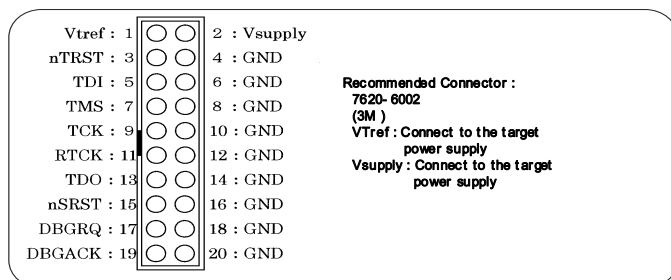 Vtref : 1 2 : Vsupply
nTRST : 3 4 : GND
TDI : 5 6 : GND
TMS : 7 8 : GND
TCK : 9 10 : GND
RTCK : 11 12 : GND
TDO : 13 14 : GND
nSRST : 15 16 : GND
DBGRQ : 17 18 : GND
DBGACK : 19 20 : GND
Recommended Connector :
7620-6002
(3M )
VTref : Connect to the target
power supply
Vsupply : Connect to the target
power supply